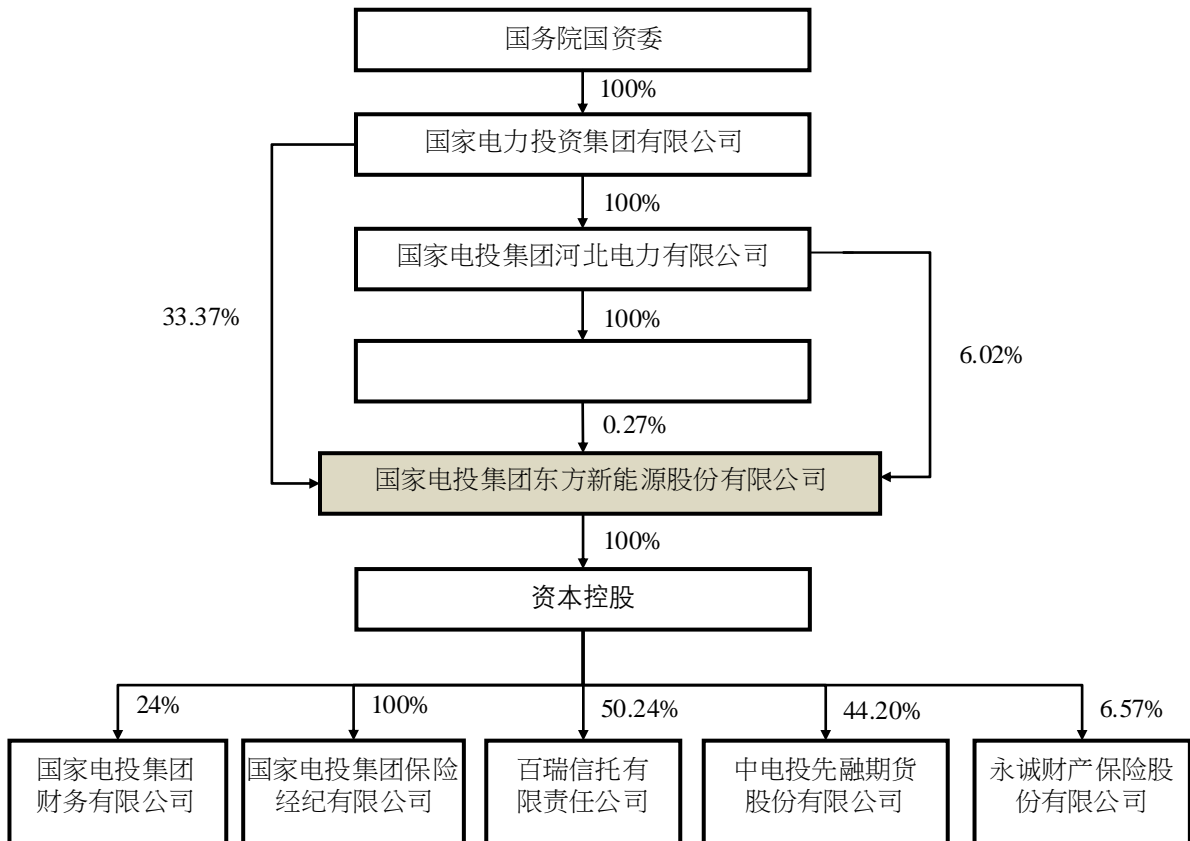 国务院国资委
100%
国家电力投资集团有限公司
100%
国家电投集团河北电力有限公司
33.37%
100%
6.02%
0.27%
国家电投集团东方新能源股份有限公司
100%
资本控股
24%
100%
50.24%
44.20%
6.57%
国家电投集团
财务有限公司
国家电投集团保险
经纪有限公司
百瑞信托有
限责任公司
中电投先融期货
股份有限公司
永诚财产保险股
份有限公司